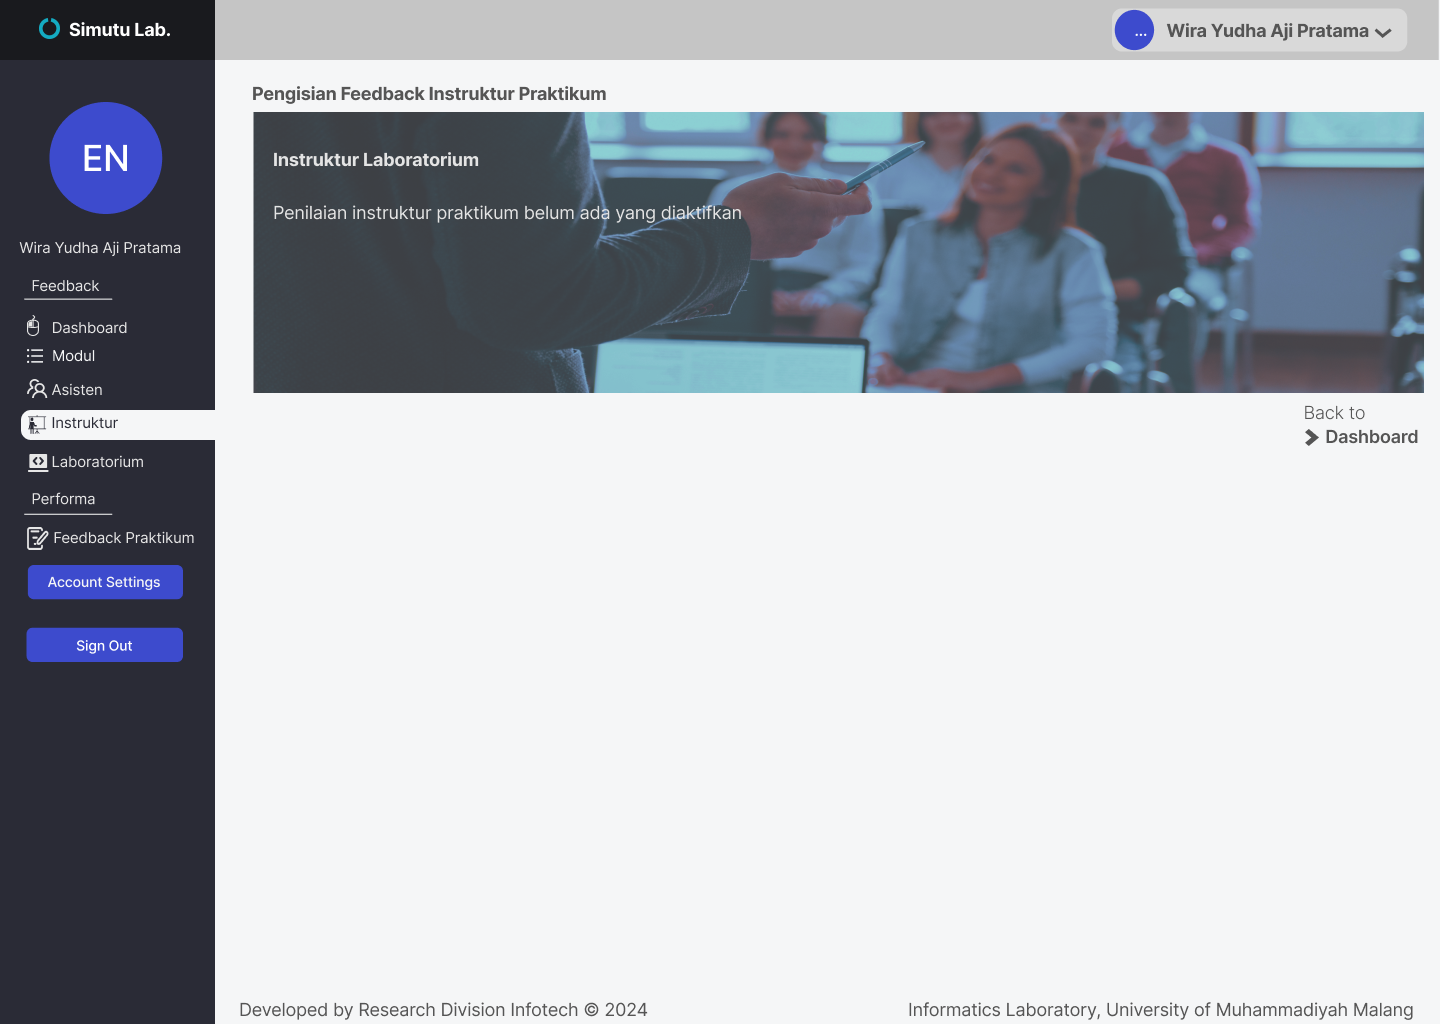 Simutu Lab.
... Wira Yudha Aji Pratama
EN
Wira Yudha Aji Pratama
Feedback
Dashboard
Modul
Asisten
Instruktur
Laboratorium
Performa
Feedback Praktikum
Account Settings
Sign Out
Pengisian Feedback Instruktur Praktikum
Instruktur Laboratorium
Penilaian instruktur praktikum belum ada yang diaktifkan
Back to
Dashboard
Developed by Research Division Infotech © 2024
Informatics Laboratory, University of Muhammadiyah Malang